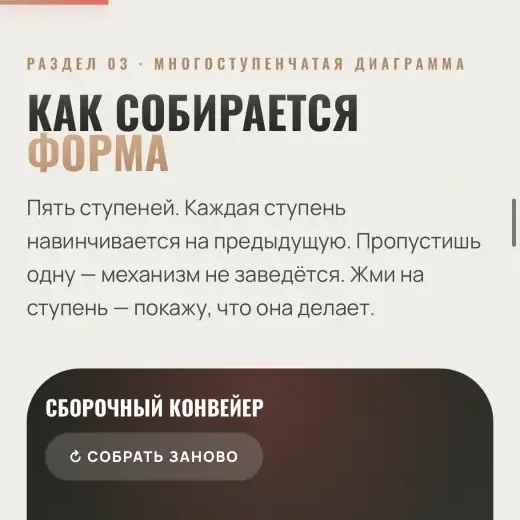 РАЗДЕЛ 03 · МНОГОСТУПЕНЧАТАЯ ДИАГРАММА
КАК СОБИРАЕТСЯ
ФОРМА
Пять ступеней. Каждая ступень
навинчивается на предыдущую. Пропустишь
одну — механизм не заведётся. Жми на
ступень — покажу, что она делает.
СБОРОЧНЫЙ КОНВЕЙЕР
↻ СОБРАТЬ ЗАНОВО